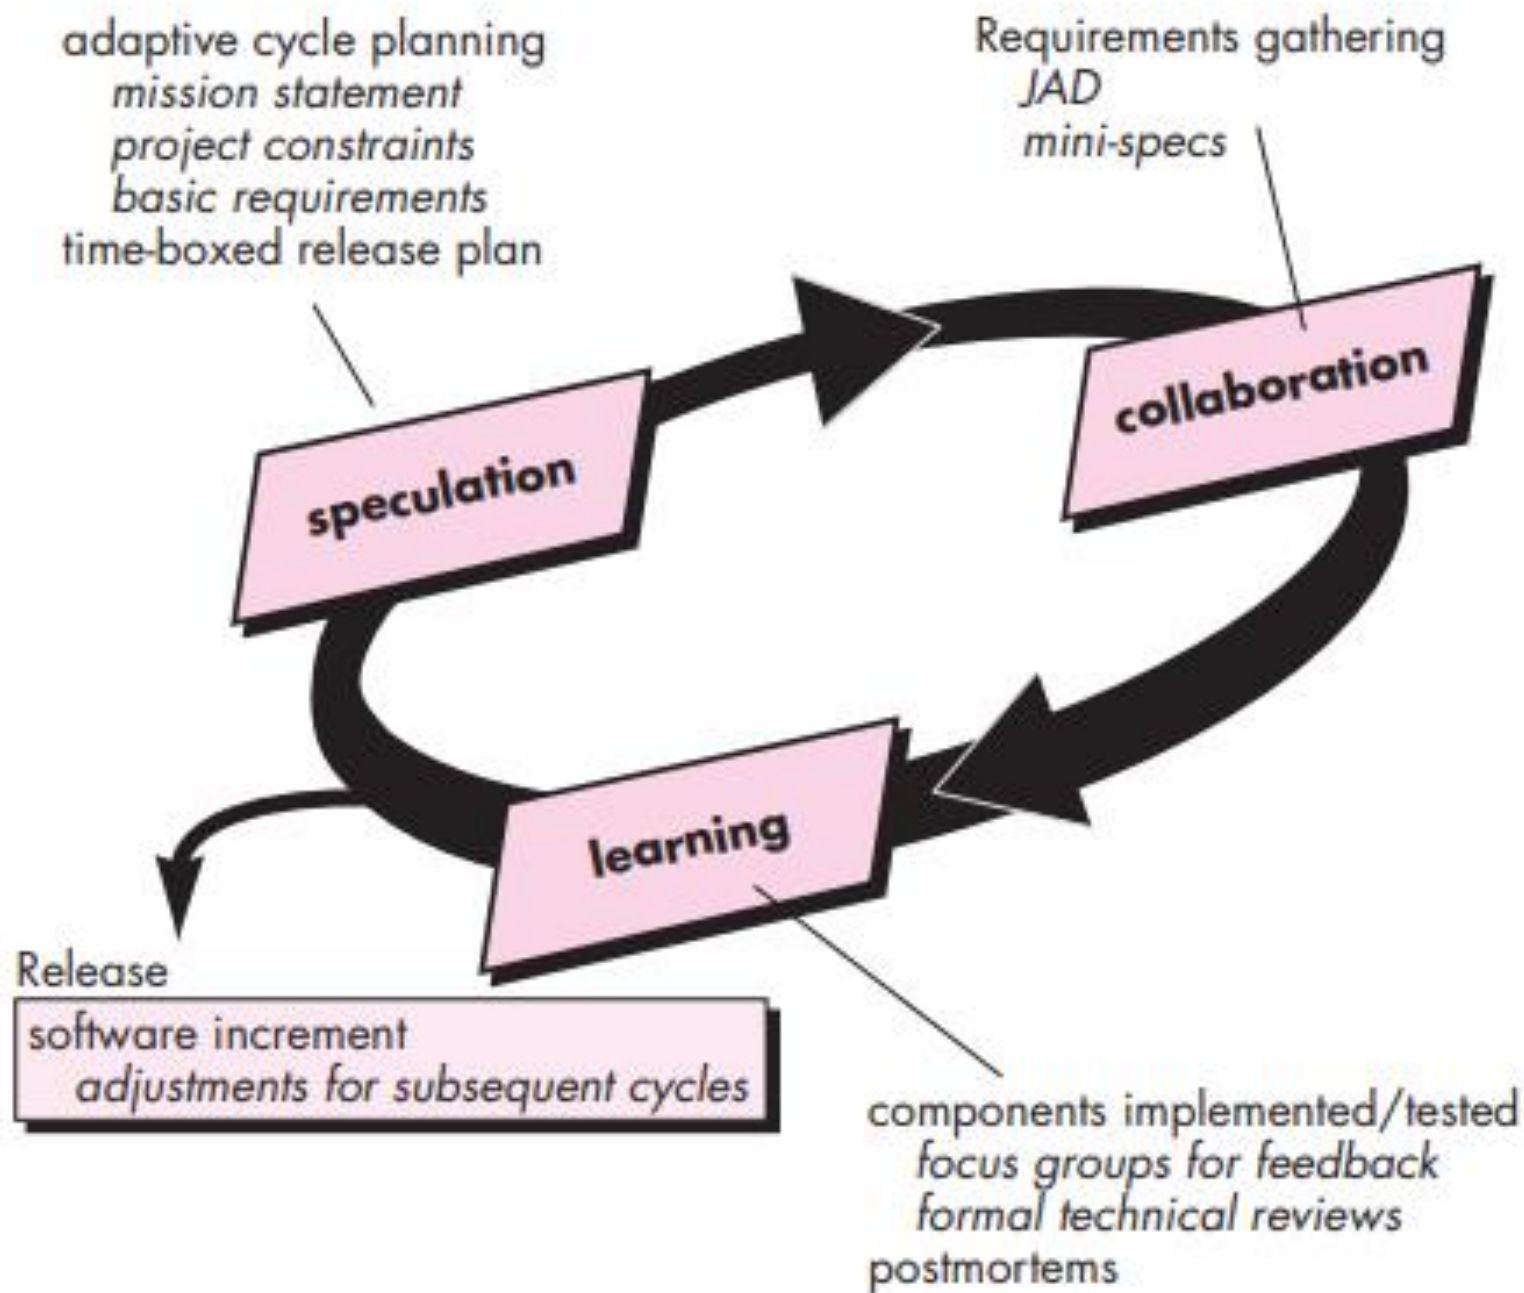 adaptive cycle planning
mission statement
project constraints
basic requirements
time-boxed release plan
Requirements gathering
JAD
mini-specs
speculation
collaboration
learning
Release
software increment
adjustments for subsequent cycles
components implemented/tested
focus groups for feedback
formal technical reviews
postmortems